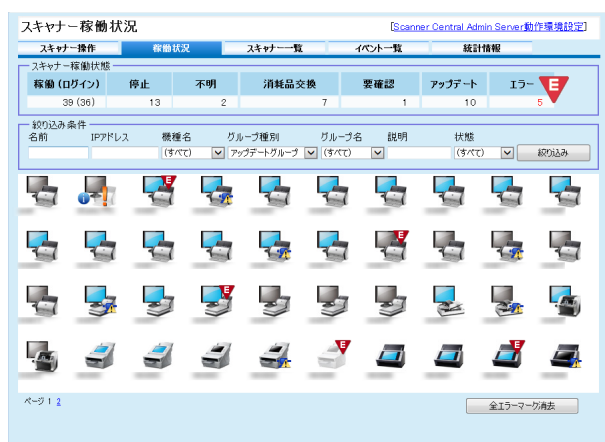 スキャナー稼働状況 [Scanner Central Admin Server動作環境設定]
スキャナー操作 稼働状況 スキャナー一覧 イベント一覧 統計情報
スキャナー稼働状態
稼働(ログイン) 停止 不明 消耗品交換 要確認 アップデート エラー E
39 (36) 13 2 7 1 10 5
絞り込み条件
名前 IPアドレス 機種名 グループ種別 グループ名 説明 状態
(すべて) アップデートグループ (すべて) (すべて) 絞り込み
E
E
E
E E
ページ 1 2 全エラーマーク消去